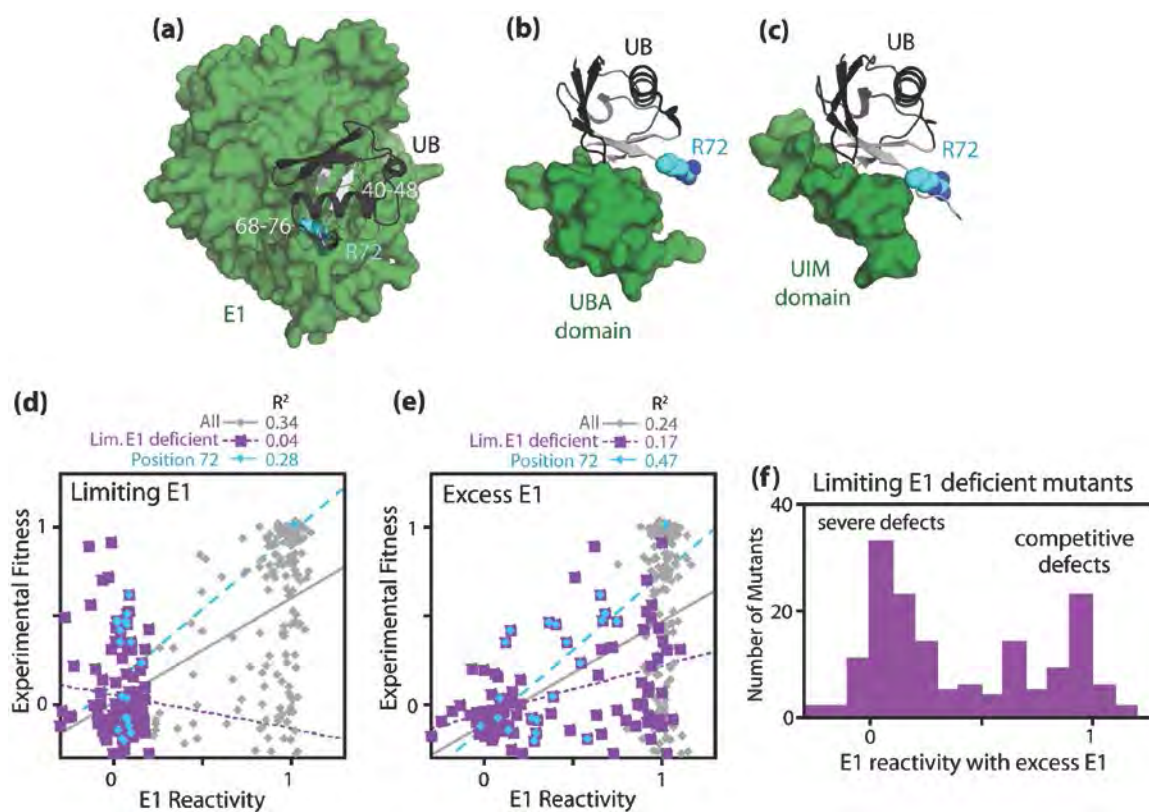 (a)
UB
40-48
68-76
R72
E1
(b)
UB
R72
UBA
domain
(c)
UB
R72
UIM
domain
(d)
R²
All 0.34
Lim. E1 deficient 0.04
Position 72 0.28
Limiting E1
Experimental Fitness
1
0
0 1
E1 Reactivity
(e)
R²
All 0.24
Lim. E1 deficient 0.17
Position 72 0.47
Excess E1
Experimental Fitness
1
0
0 1
E1 Reactivity
(f)
Limiting E1 deficient mutants
severe defects
competitive
defects
Number of Mutants
40
20
0
0 1
E1 reactivity with excess E1